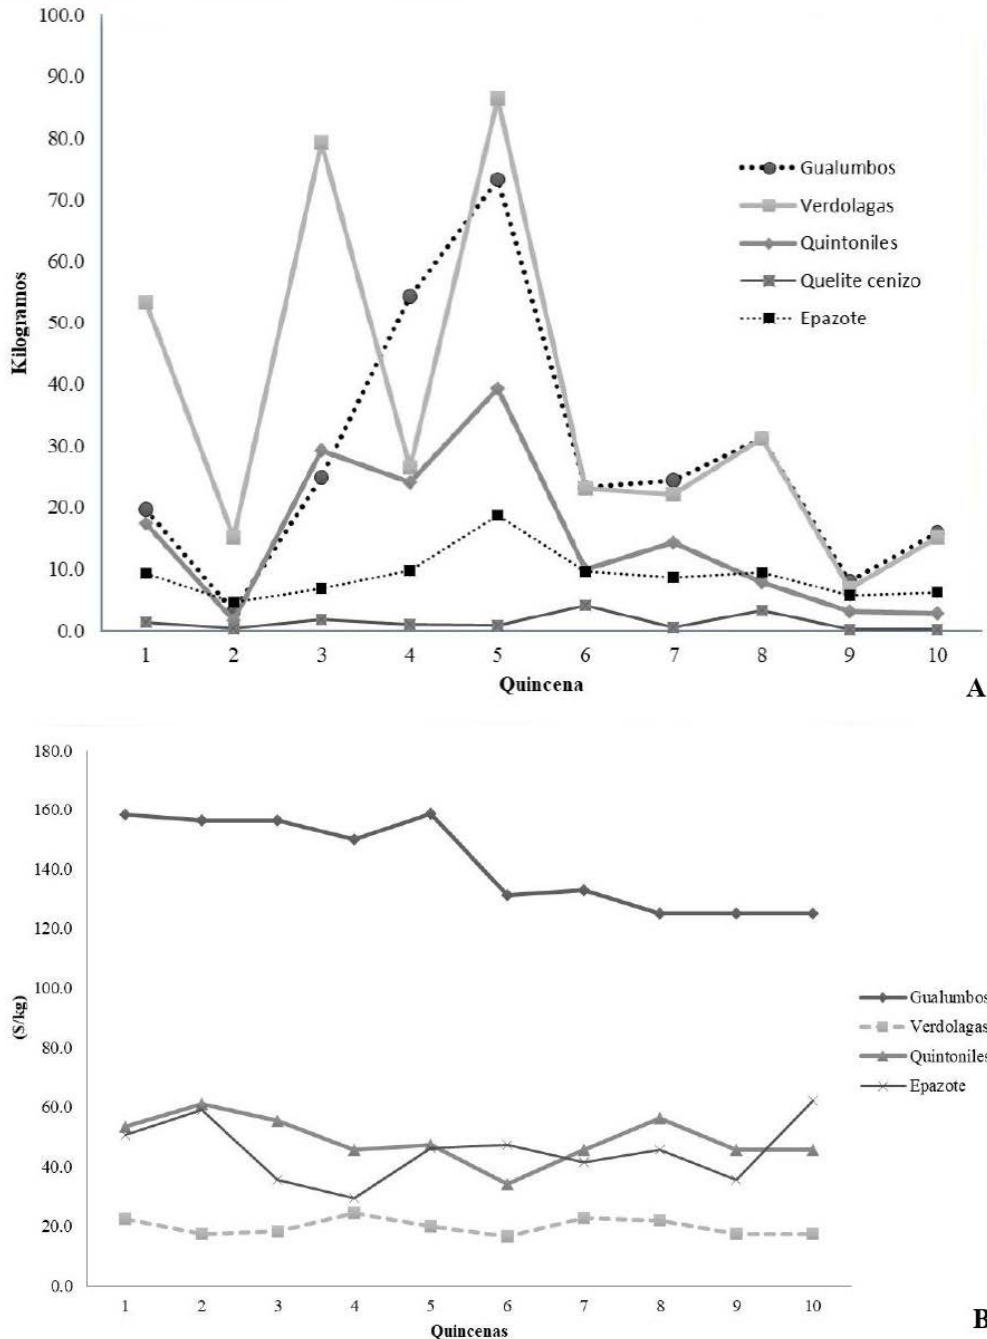 100.0
90.0
80.0
70.0
60.0
50.0
40.0
30.0
20.0
10.0
0.0
Kilogramos
Gualumbos
Verdolagas
Quintoniles
Quelite cenizo
Epazote
1 2 3 4 5 6 7 8 9 10
Quincena
A
180.0
160.0
140.0
120.0
100.0
80.0
60.0
40.0
20.0
0.0
($/kg)
Gualumbos
Verdolagas
Quintoniles
Epazote
1 2 3 4 5 6 7 8 9 10
Quincenas
B